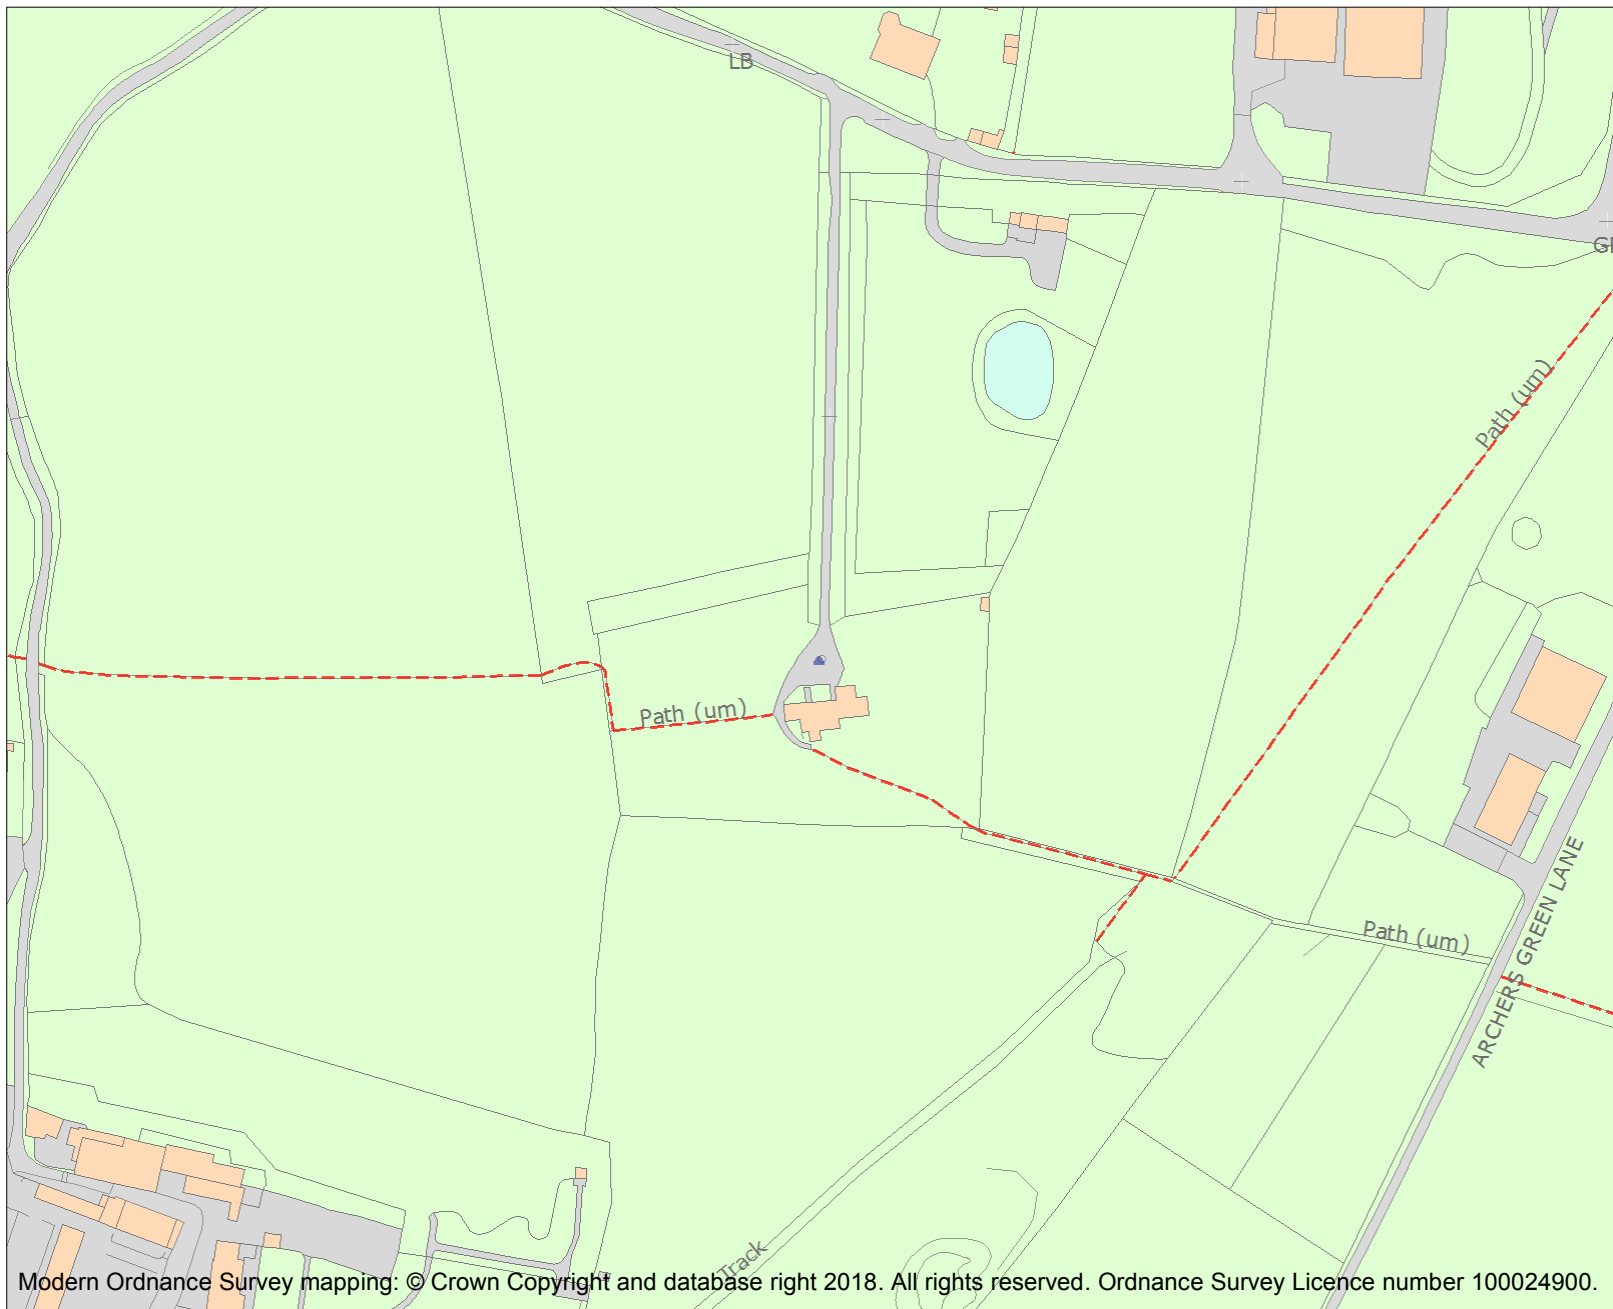 LB
Path (um)
Path (um)
Path (um)
ARCHERS GREEN LANE
Track
Modern Ordnance Survey mapping: © Crown Copyright and database right 2018. All rights reserved. Ordnance Survey Licence number 100024900.